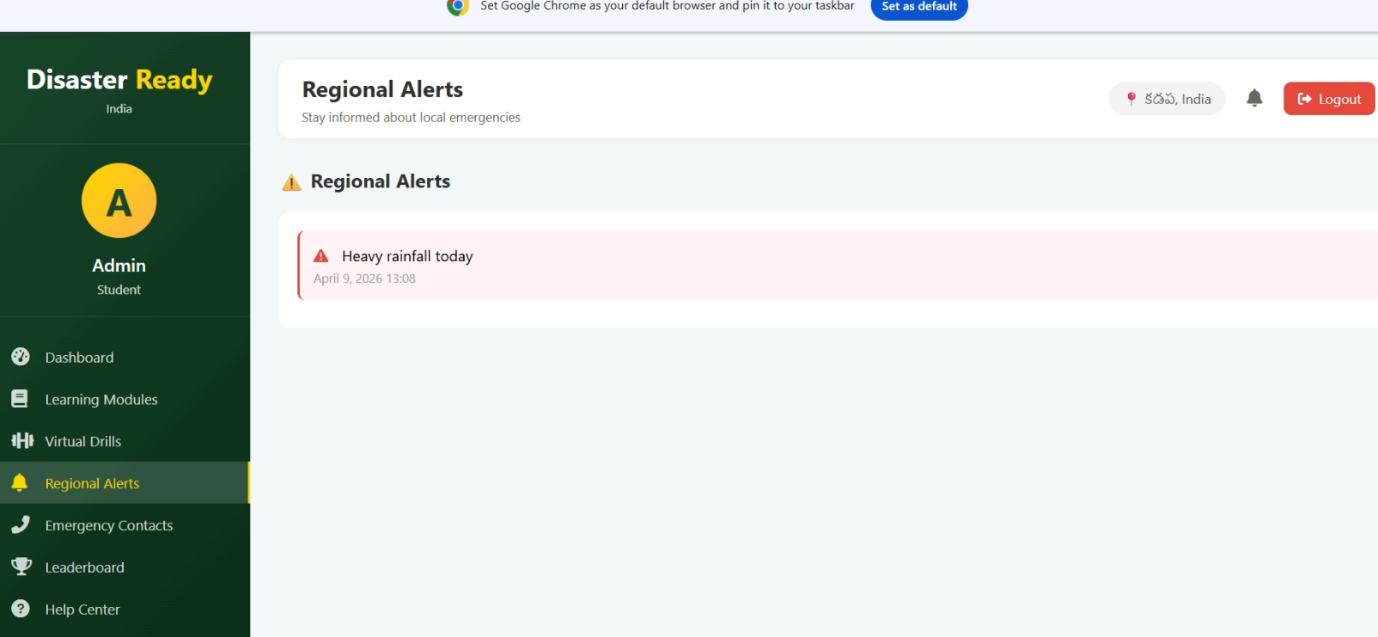 Set Google Chrome as your default browser and pin it to your taskbar
Set as default
Disaster Ready
India
A
Admin
Student
Dashboard
Learning Modules
Virtual Drills
Regional Alerts
Emergency Contacts
Leaderboard
Help Center
Regional Alerts
Stay informed about local emergencies
కడప, India
Logout
Regional Alerts
Heavy rainfall today
April 9, 2026 13:08